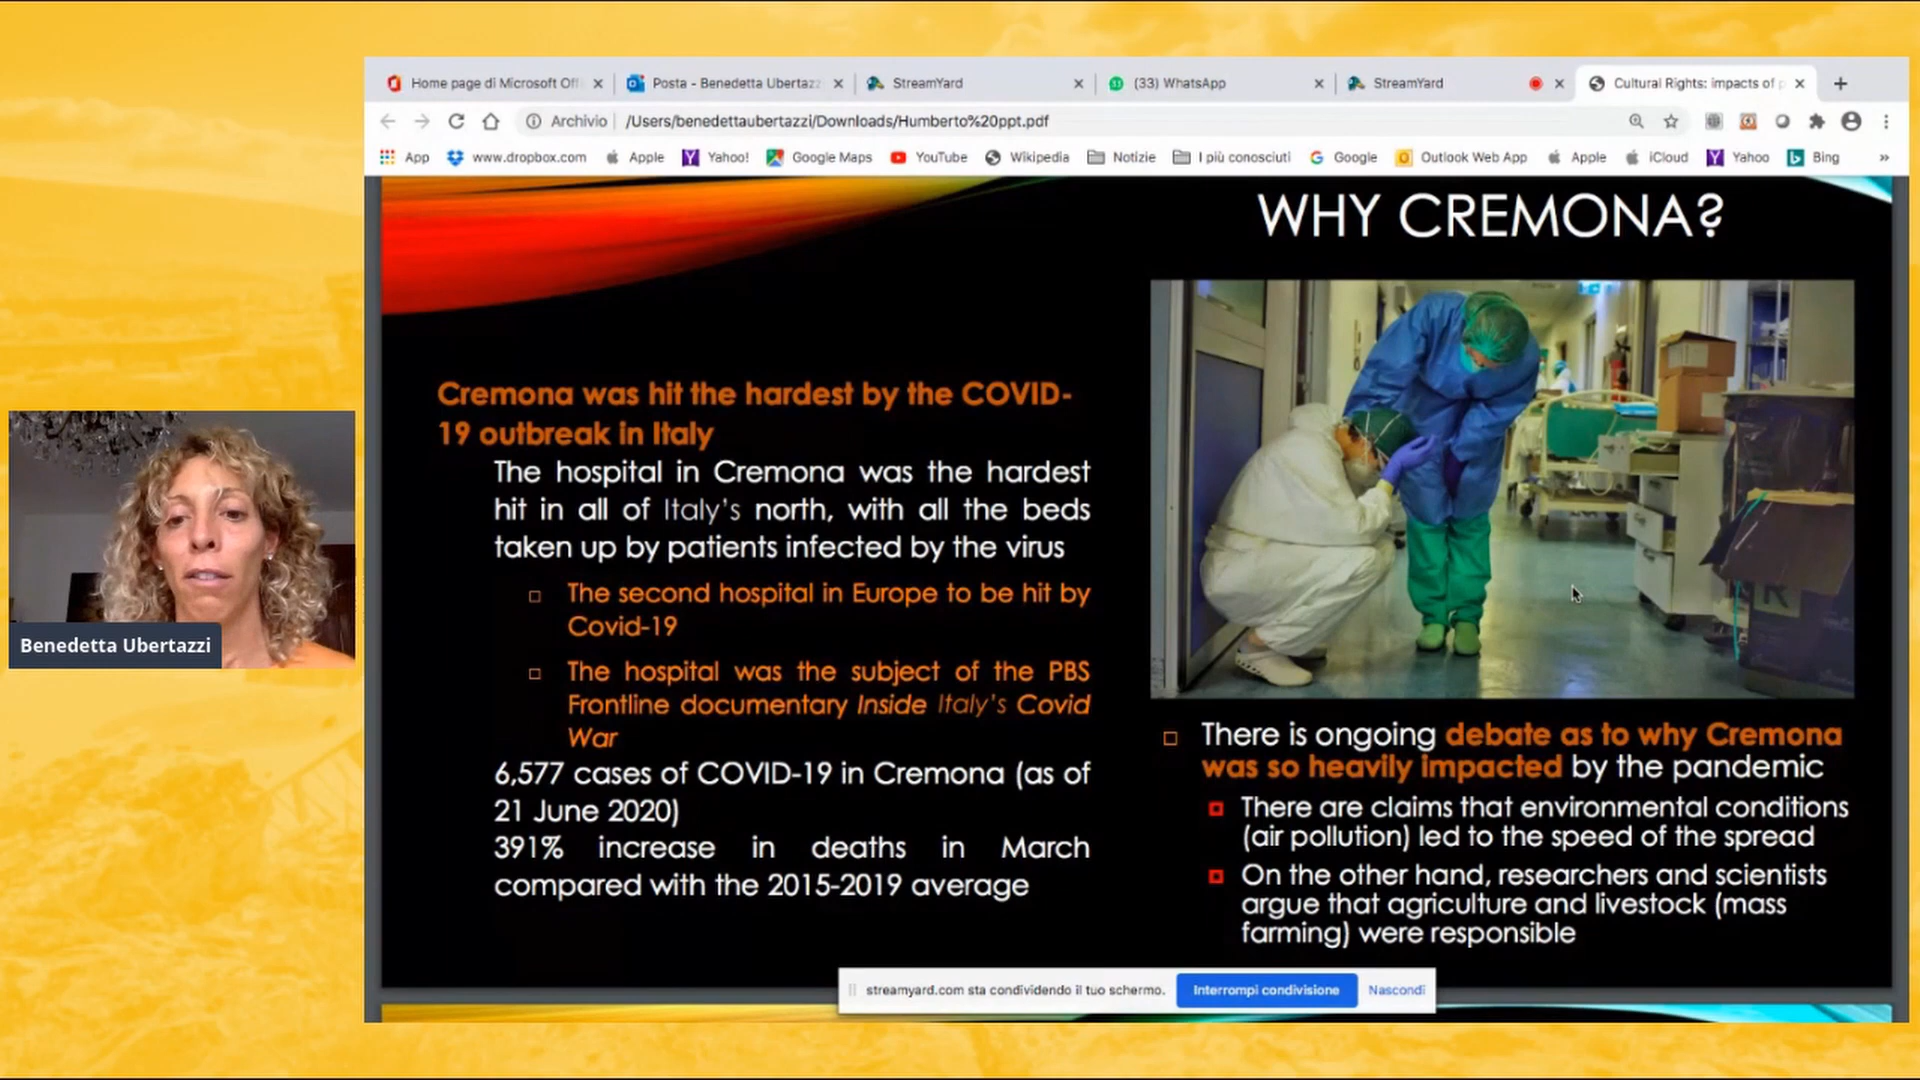 Home page di Microsoft Off
Posta - Benedetta Ubertazz
StreamYard
(33) WhatsApp
StreamYard
Cultural Rights: impacts of p
Archivio
/Users/benedettaubertazzi/Downloads/Humberto%20ppt.pdf
App
www.dropbox.com
Apple
Yahoo!
Google Maps
YouTube
Wikipedia
Notizie
I più conosciuti
Google
Outlook Web App
Apple
iCloud
Yahoo
Bing
»
WHY CREMONA?
Cremona was hit the hardest by the COVID-
19 outbreak in Italy
The hospital in Cremona was the hardest
hit in all of Italy's north, with all the beds
taken up by patients infected by the virus
The second hospital in Europe to be hit by
Covid-19
The hospital was the subject of the PBS
Frontline documentary Inside Italy's Covid
War
6,577 cases of COVID-19 in Cremona (as of
21 June 2020)
391% increase in deaths in March
compared with the 2015-2019 average
There is ongoing debate as to why Cremona
was so heavily impacted by the pandemic
There are claims that environmental conditions
(air pollution) led to the speed of the spread
On the other hand, researchers and scientists
argue that agriculture and livestock (mass
farming) were responsible
Benedetta Ubertazzi
streamyard.com sta condividendo il tuo schermo.
Interrompi condivisione
Nascondi